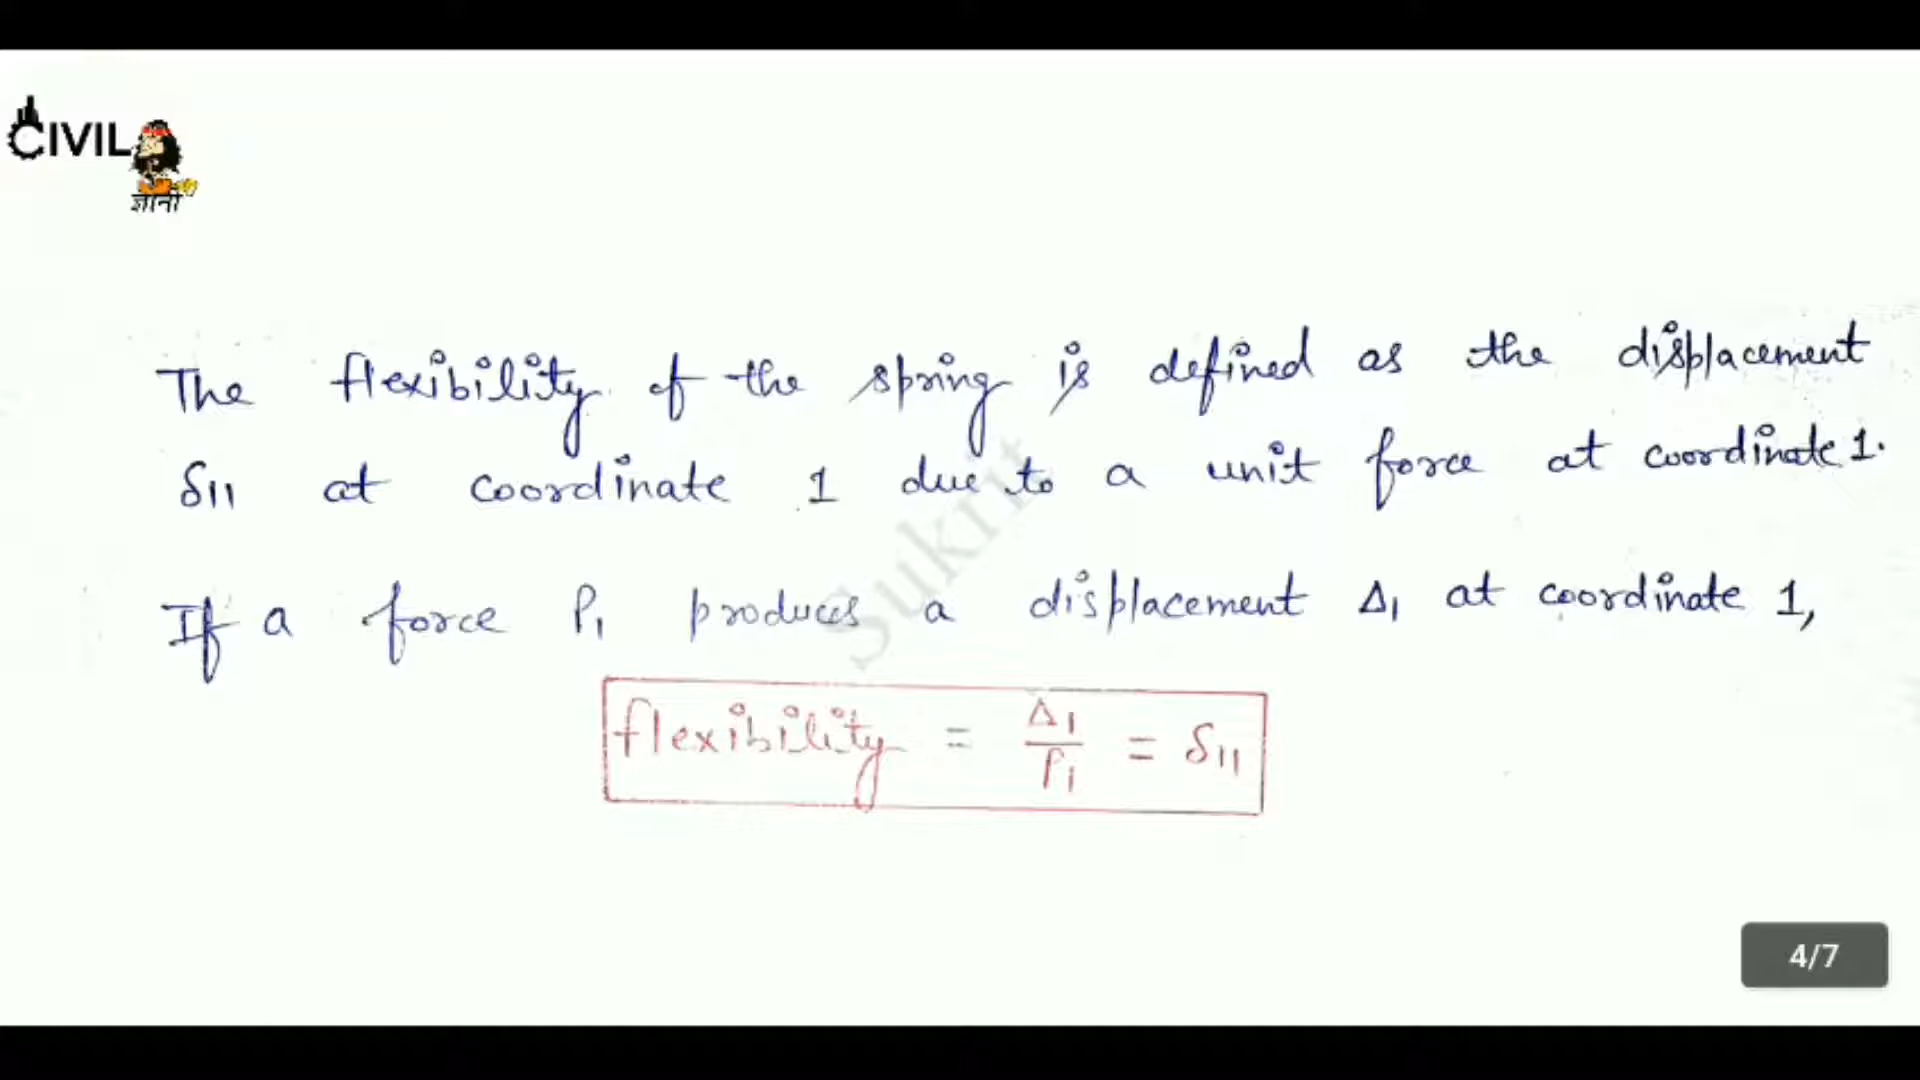 CIVIL
ज्ञानी
The flexibility of the spring is defined as the displacement
δ11 at coordinate 1 due to a unit force at coordinate 1.
If a force P1 produces a displacement Δ1 at coordinate 1,
flexibility = Δ1/P1 = δ11
Sukrit
4/7